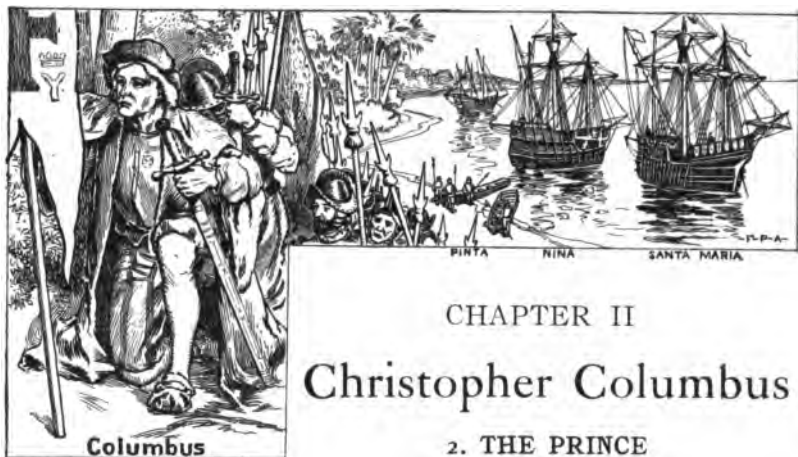 F
Y
PINTA
NINA
SANTA MARIA
-F-P-A-
Columbus
CHAPTER II
Christopher Columbus
2. THE PRINCE